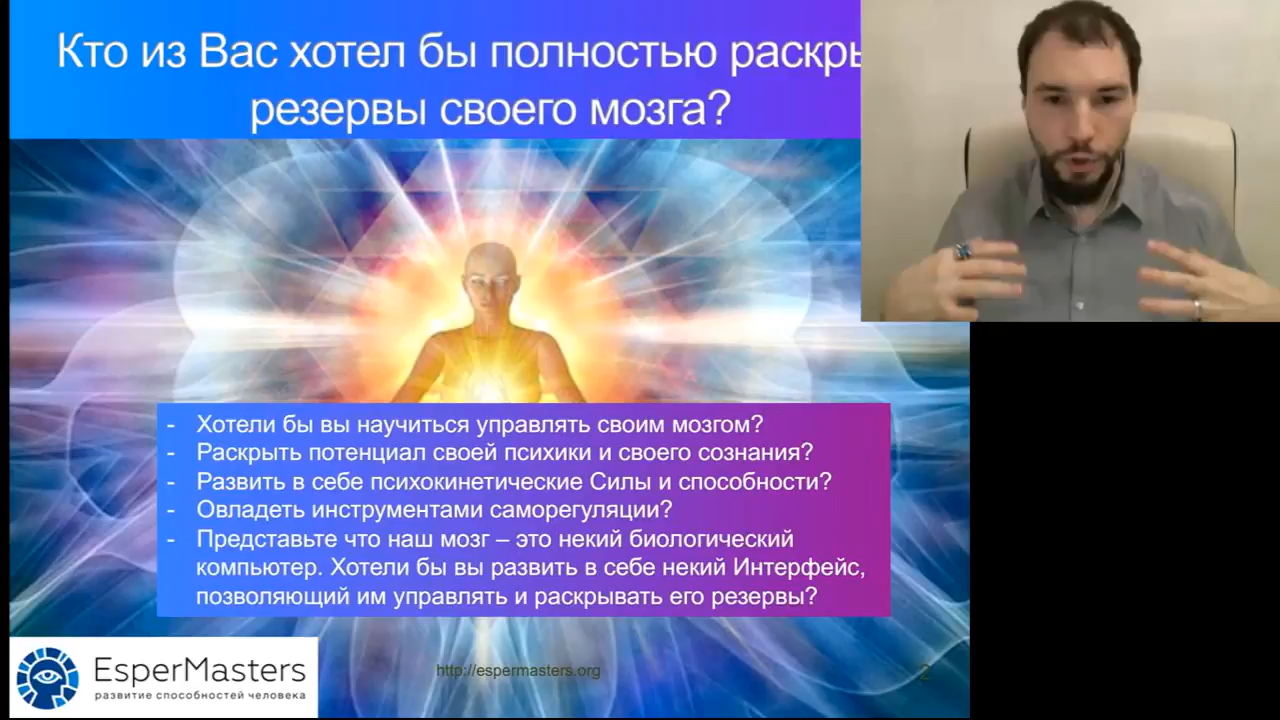 Кто из Вас хотел бы полностью раскры
резервы своего мозга?
- Хотели бы вы научиться управлять своим мозгом?
- Раскрыть потенциал своей психики и своего сознания?
- Развить в себе психокинетические Силы и способности?
- Овладеть инструментами саморегуляции?
- Представьте что наш мозг – это некий биологический
компьютер. Хотели бы вы развить в себе некий Интерфейс,
позволяющий им управлять и раскрывать его резервы?
EsperMasters
развитие способностей человека
http://espermasters.org
2